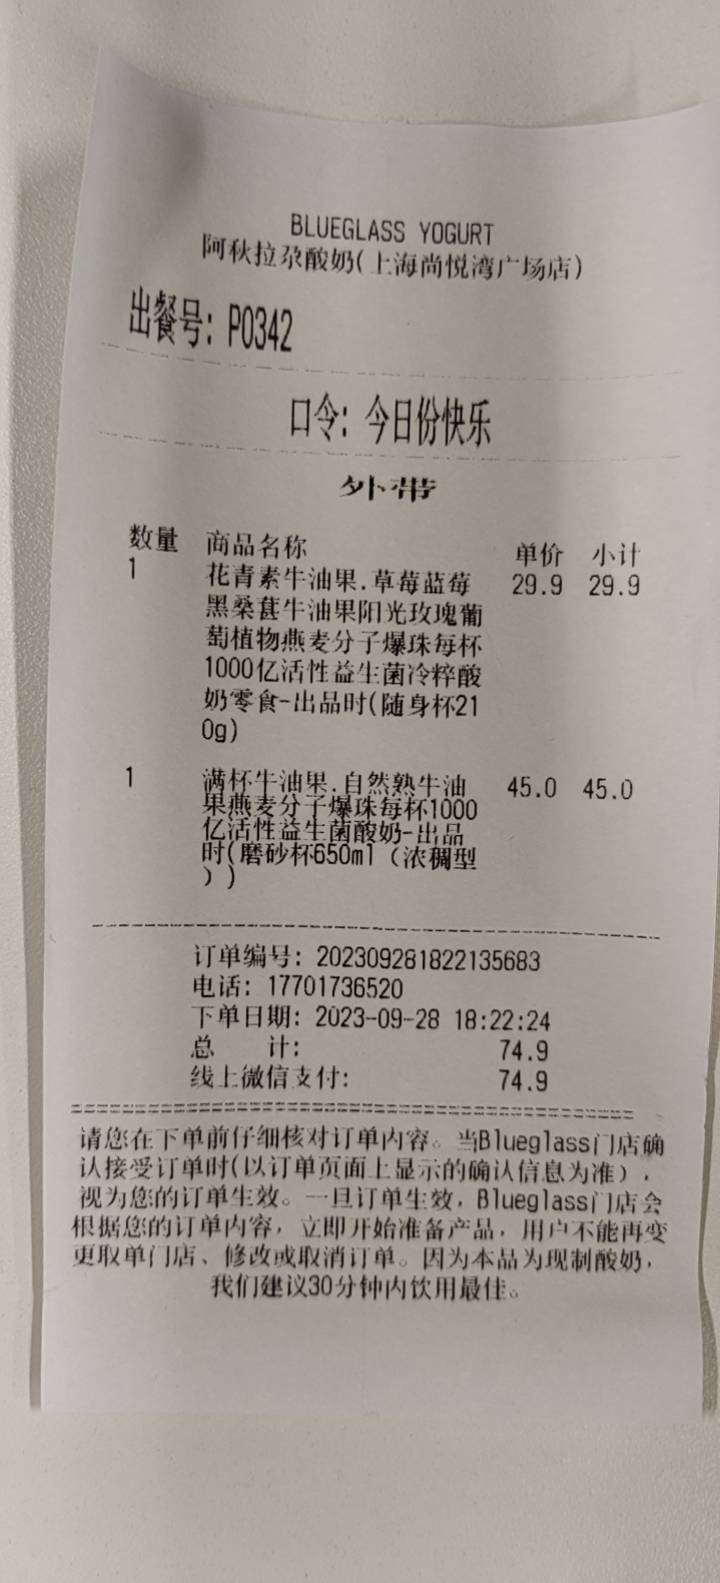 BLUEGLASS YOGURT
阿秋拉尕酸奶(上海尚悦湾广场店)
出餐号: P0342
口令: 今日份快乐
外带
数量 商品名称 单价 小计
1 花青素牛油果.草莓蓝莓 29.9 29.9
黑桑葚牛油果阳光玫瑰葡
萄植物燕麦分子爆珠每杯
1000亿活性益生菌冷粹酸
奶零食-出品时(随身杯21
0g)
1 满杯牛油果.自然熟牛油 45.0 45.0
果燕麦分子爆珠每杯1000
亿活性益生菌酸奶-出品
时(磨砂杯650ml（浓稠型
）)
订单编号: 202309281822135683
电话: 17701736520
下单日期: 2023-09-28 18:22:24
总 计: 74.9
线上微信支付: 74.9
请您在下单前仔细核对订单内容。当Blueglass门店确
认接受订单时(以订单页面上显示的确认信息为准），
视为您的订单生效。一旦订单生效，Blueglass门店会
根据您的订单内容，立即开始准备产品，用户不能再变
更取单门店、修改或取消订单。因为本品为现制酸奶，
我们建议30分钟内饮用最佳。